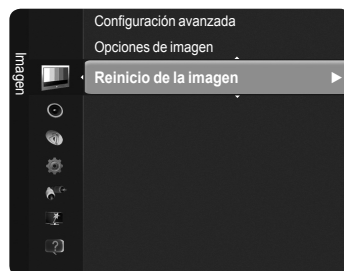 Imagen
Configuración avanzada
Opciones de imagen
Reinicio de la imagen